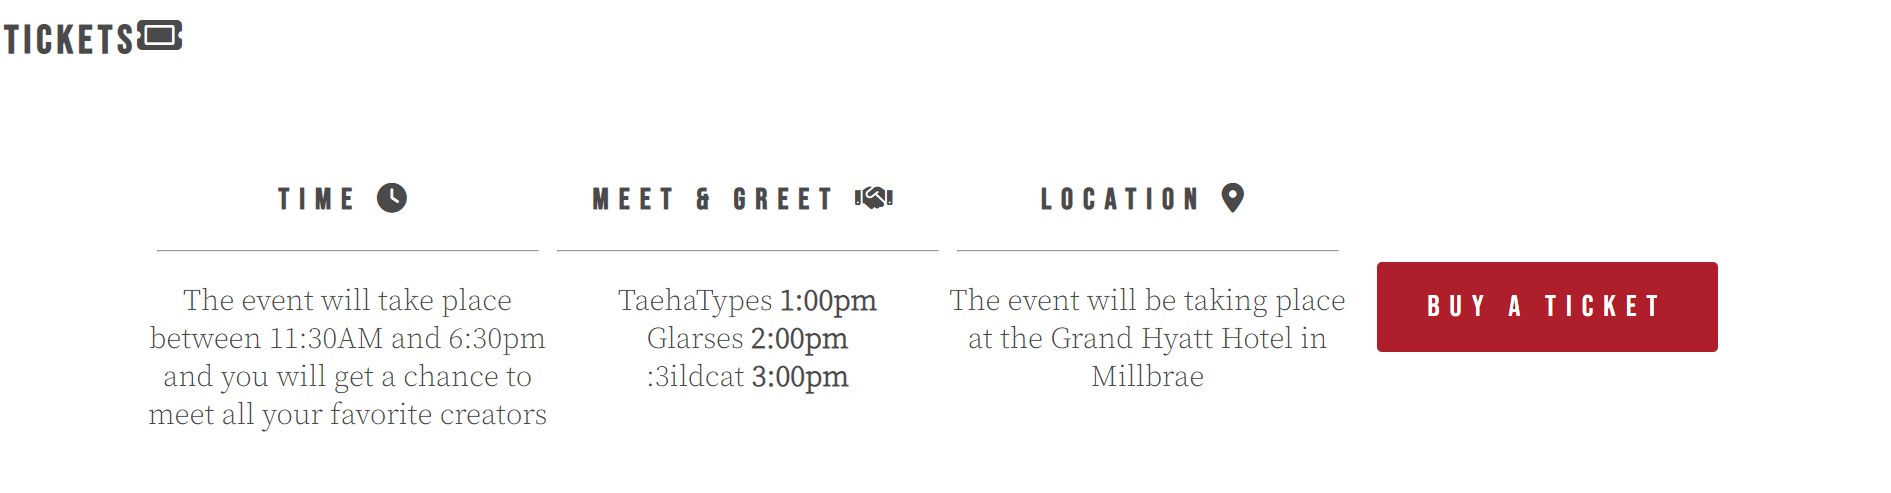 TICKETS
TIME
The event will take place
between 11:30AM and 6:30pm
and you will get a chance to
meet all your favorite creators
MEET & GREET
TaehaTypes 1:00pm
Glarses 2:00pm
:3ildcat 3:00pm
LOCATION
The event will be taking place
at the Grand Hyatt Hotel in
Millbrae
BUY A TICKET